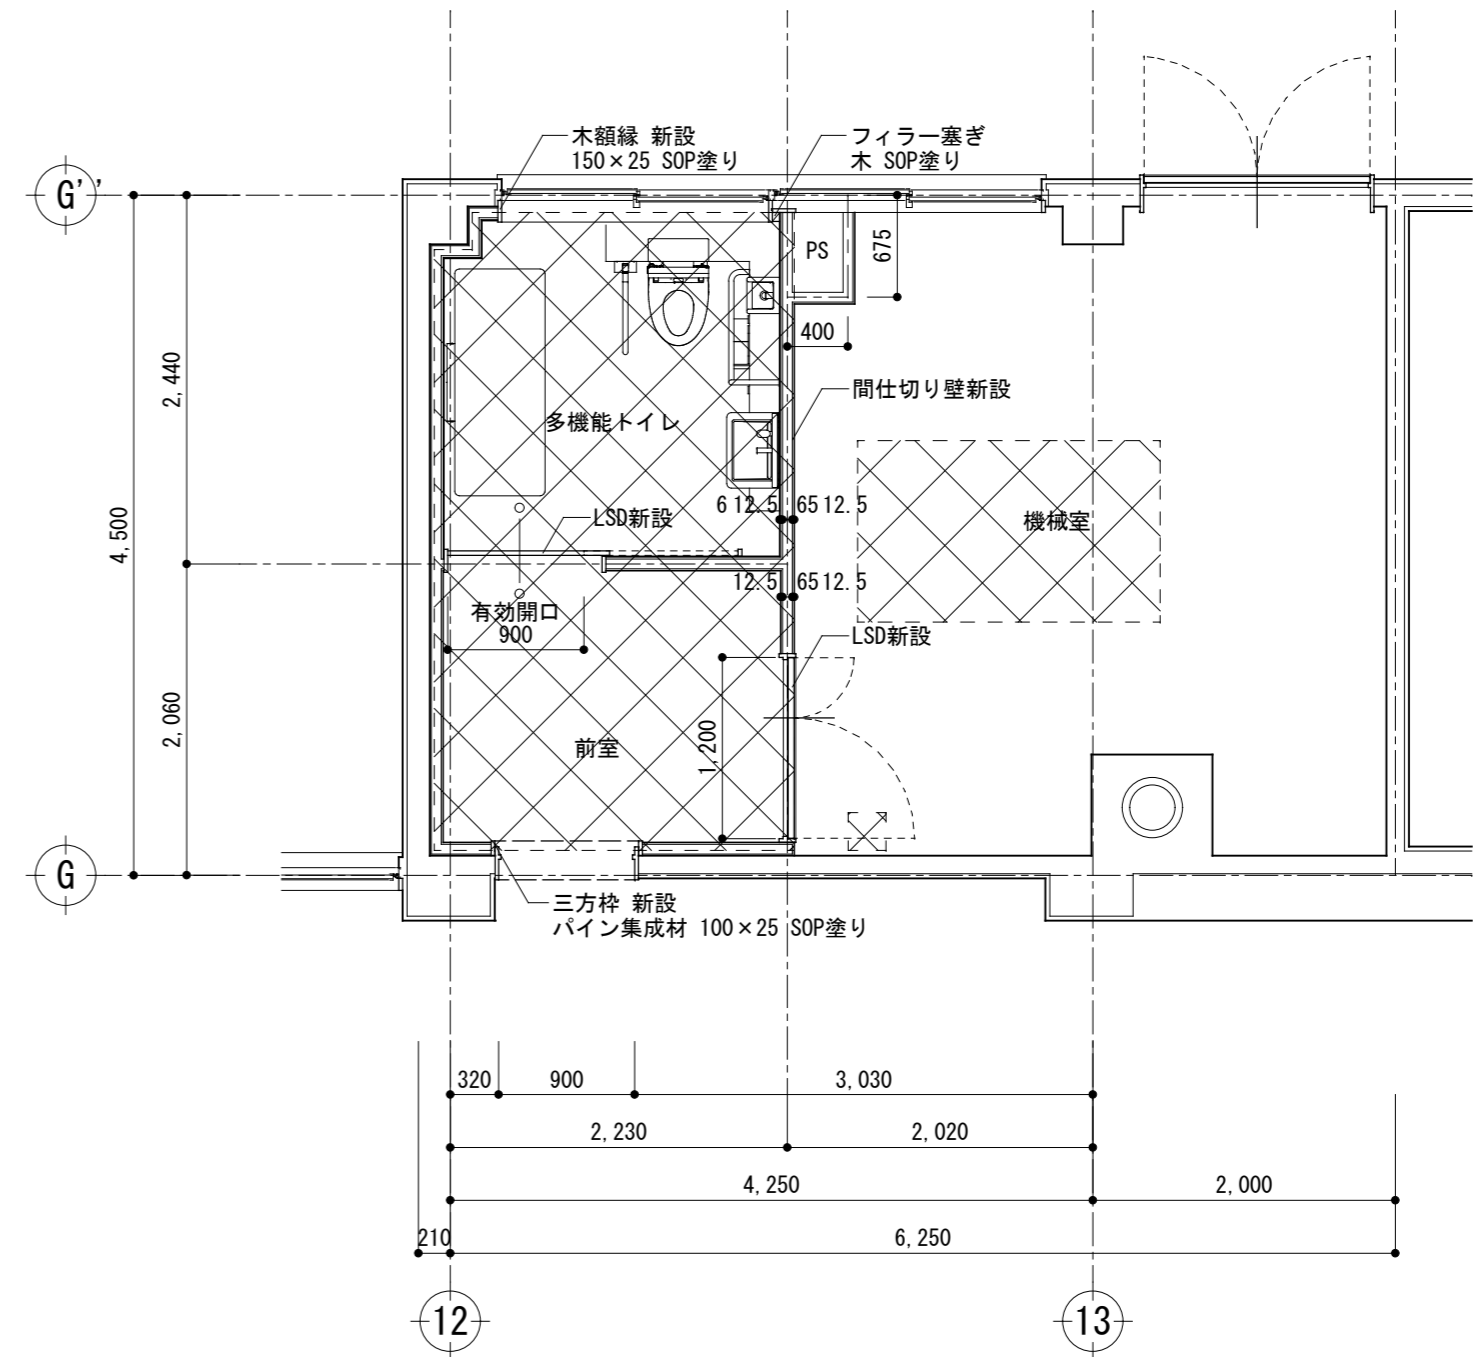 木額縁 新設
150×25 SOP塗り
フィラー塞ぎ
木 SOP塗り
G''
PS
675
400
2,440
間仕切り壁新設
多機能トイレ
6 12.5 65 12.5
LSD新設
機械室
4,500
12.5 65 12.5
有効開口
900
LSD新設
2,060
1,200
前室
G
三方枠 新設
パイン集成材 100×25 SOP塗り
320 900 3,030
2,230 2,020
4,250 2,000
210 6,250
12 13